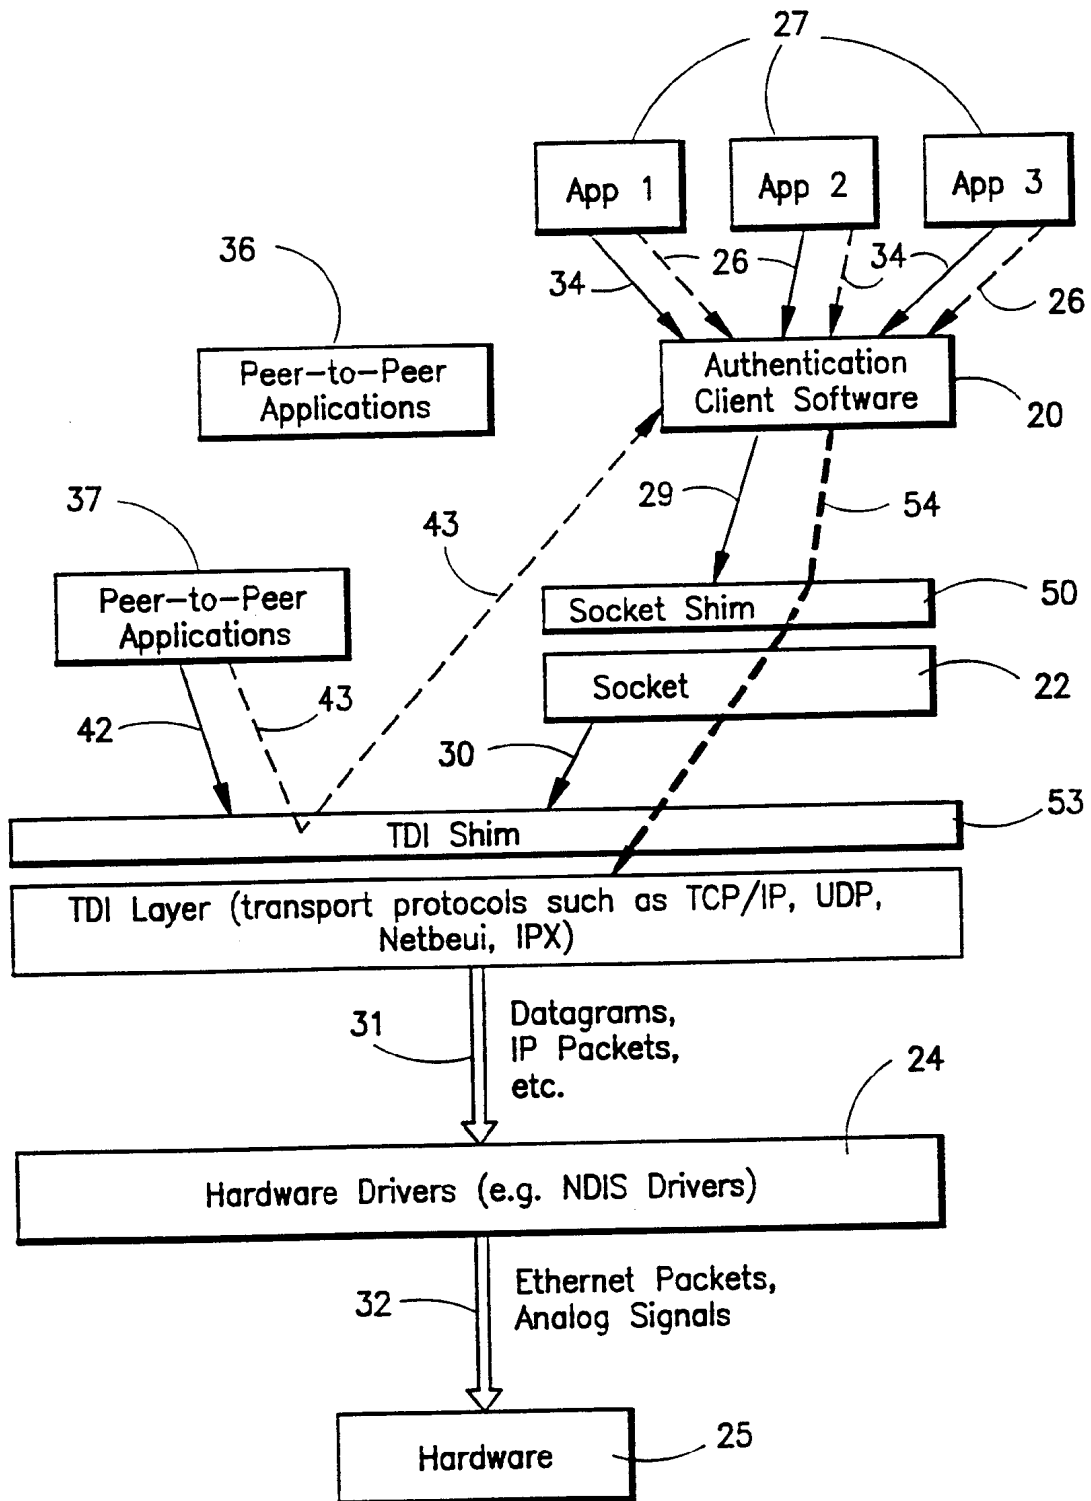 27
App 1
App 2
App 3
36
34
26
34
26
Peer-to-Peer
Applications
Authentication
Client Software
20
37
43
29
54
Peer-to-Peer
Applications
Socket Shim
50
42
43
30
Socket
22
TDI Shim
53
TDI Layer (transport protocols such as TCP/IP, UDP,
Netbeui, IPX)
31
Datagrams,
IP Packets,
etc.
24
Hardware Drivers (e.g. NDIS Drivers)
32
Ethernet Packets,
Analog Signals
Hardware
25